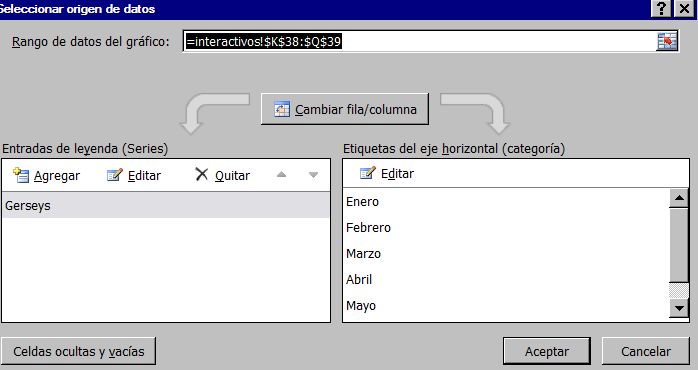 Seleccionar origen de datos
Rango de datos del gráfico: =interactivos!$K$38:$Q$39
Cambiar fila/columna
Entradas de leyenda (Series)
Agregar Editar Quitar
Gerseys
Etiquetas del eje horizontal (categoría)
Editar
Enero
Febrero
Marzo
Abril
Mayo
Celdas ocultas y vacías
Aceptar Cancelar